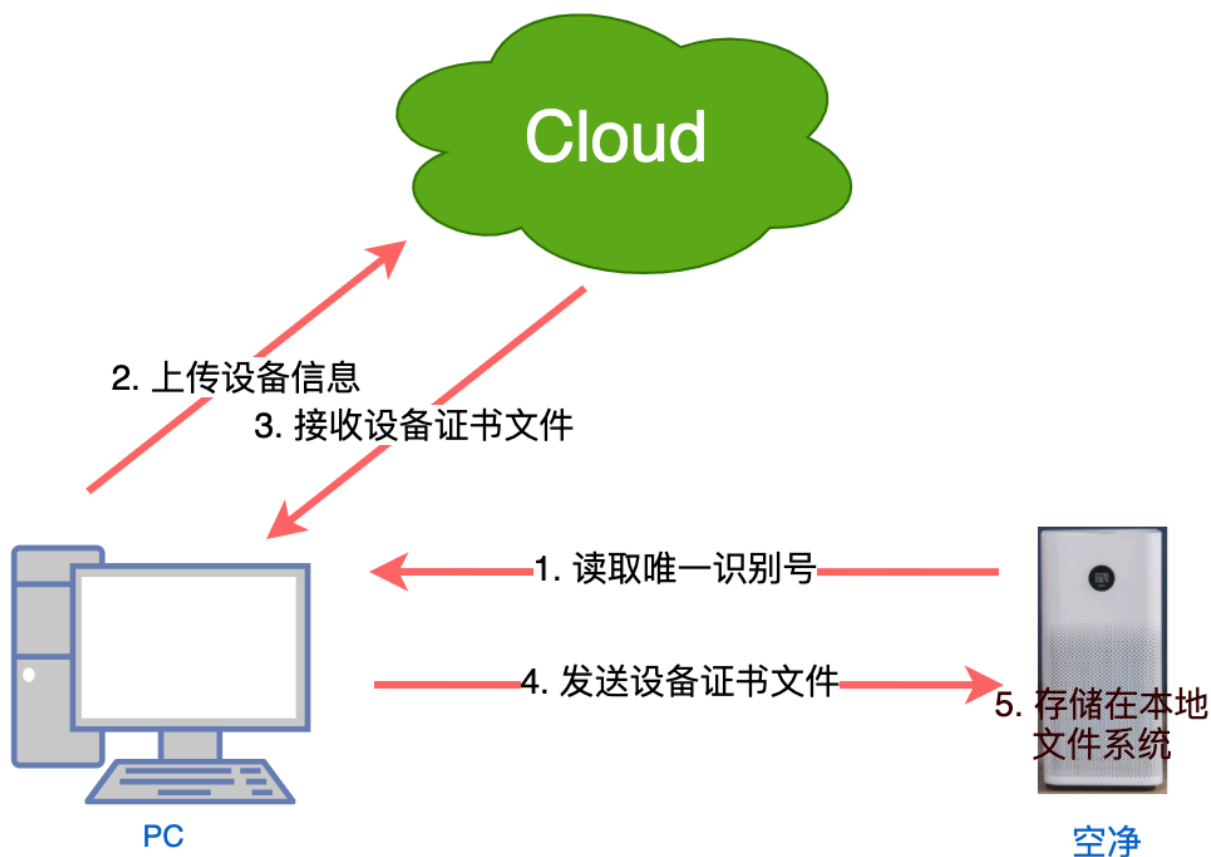 Cloud
2. 上传设备信息
3. 接收设备证书文件
1. 读取唯一识别号
4. 发送设备证书文件
5. 存储在本地
文件系统
PC
空净